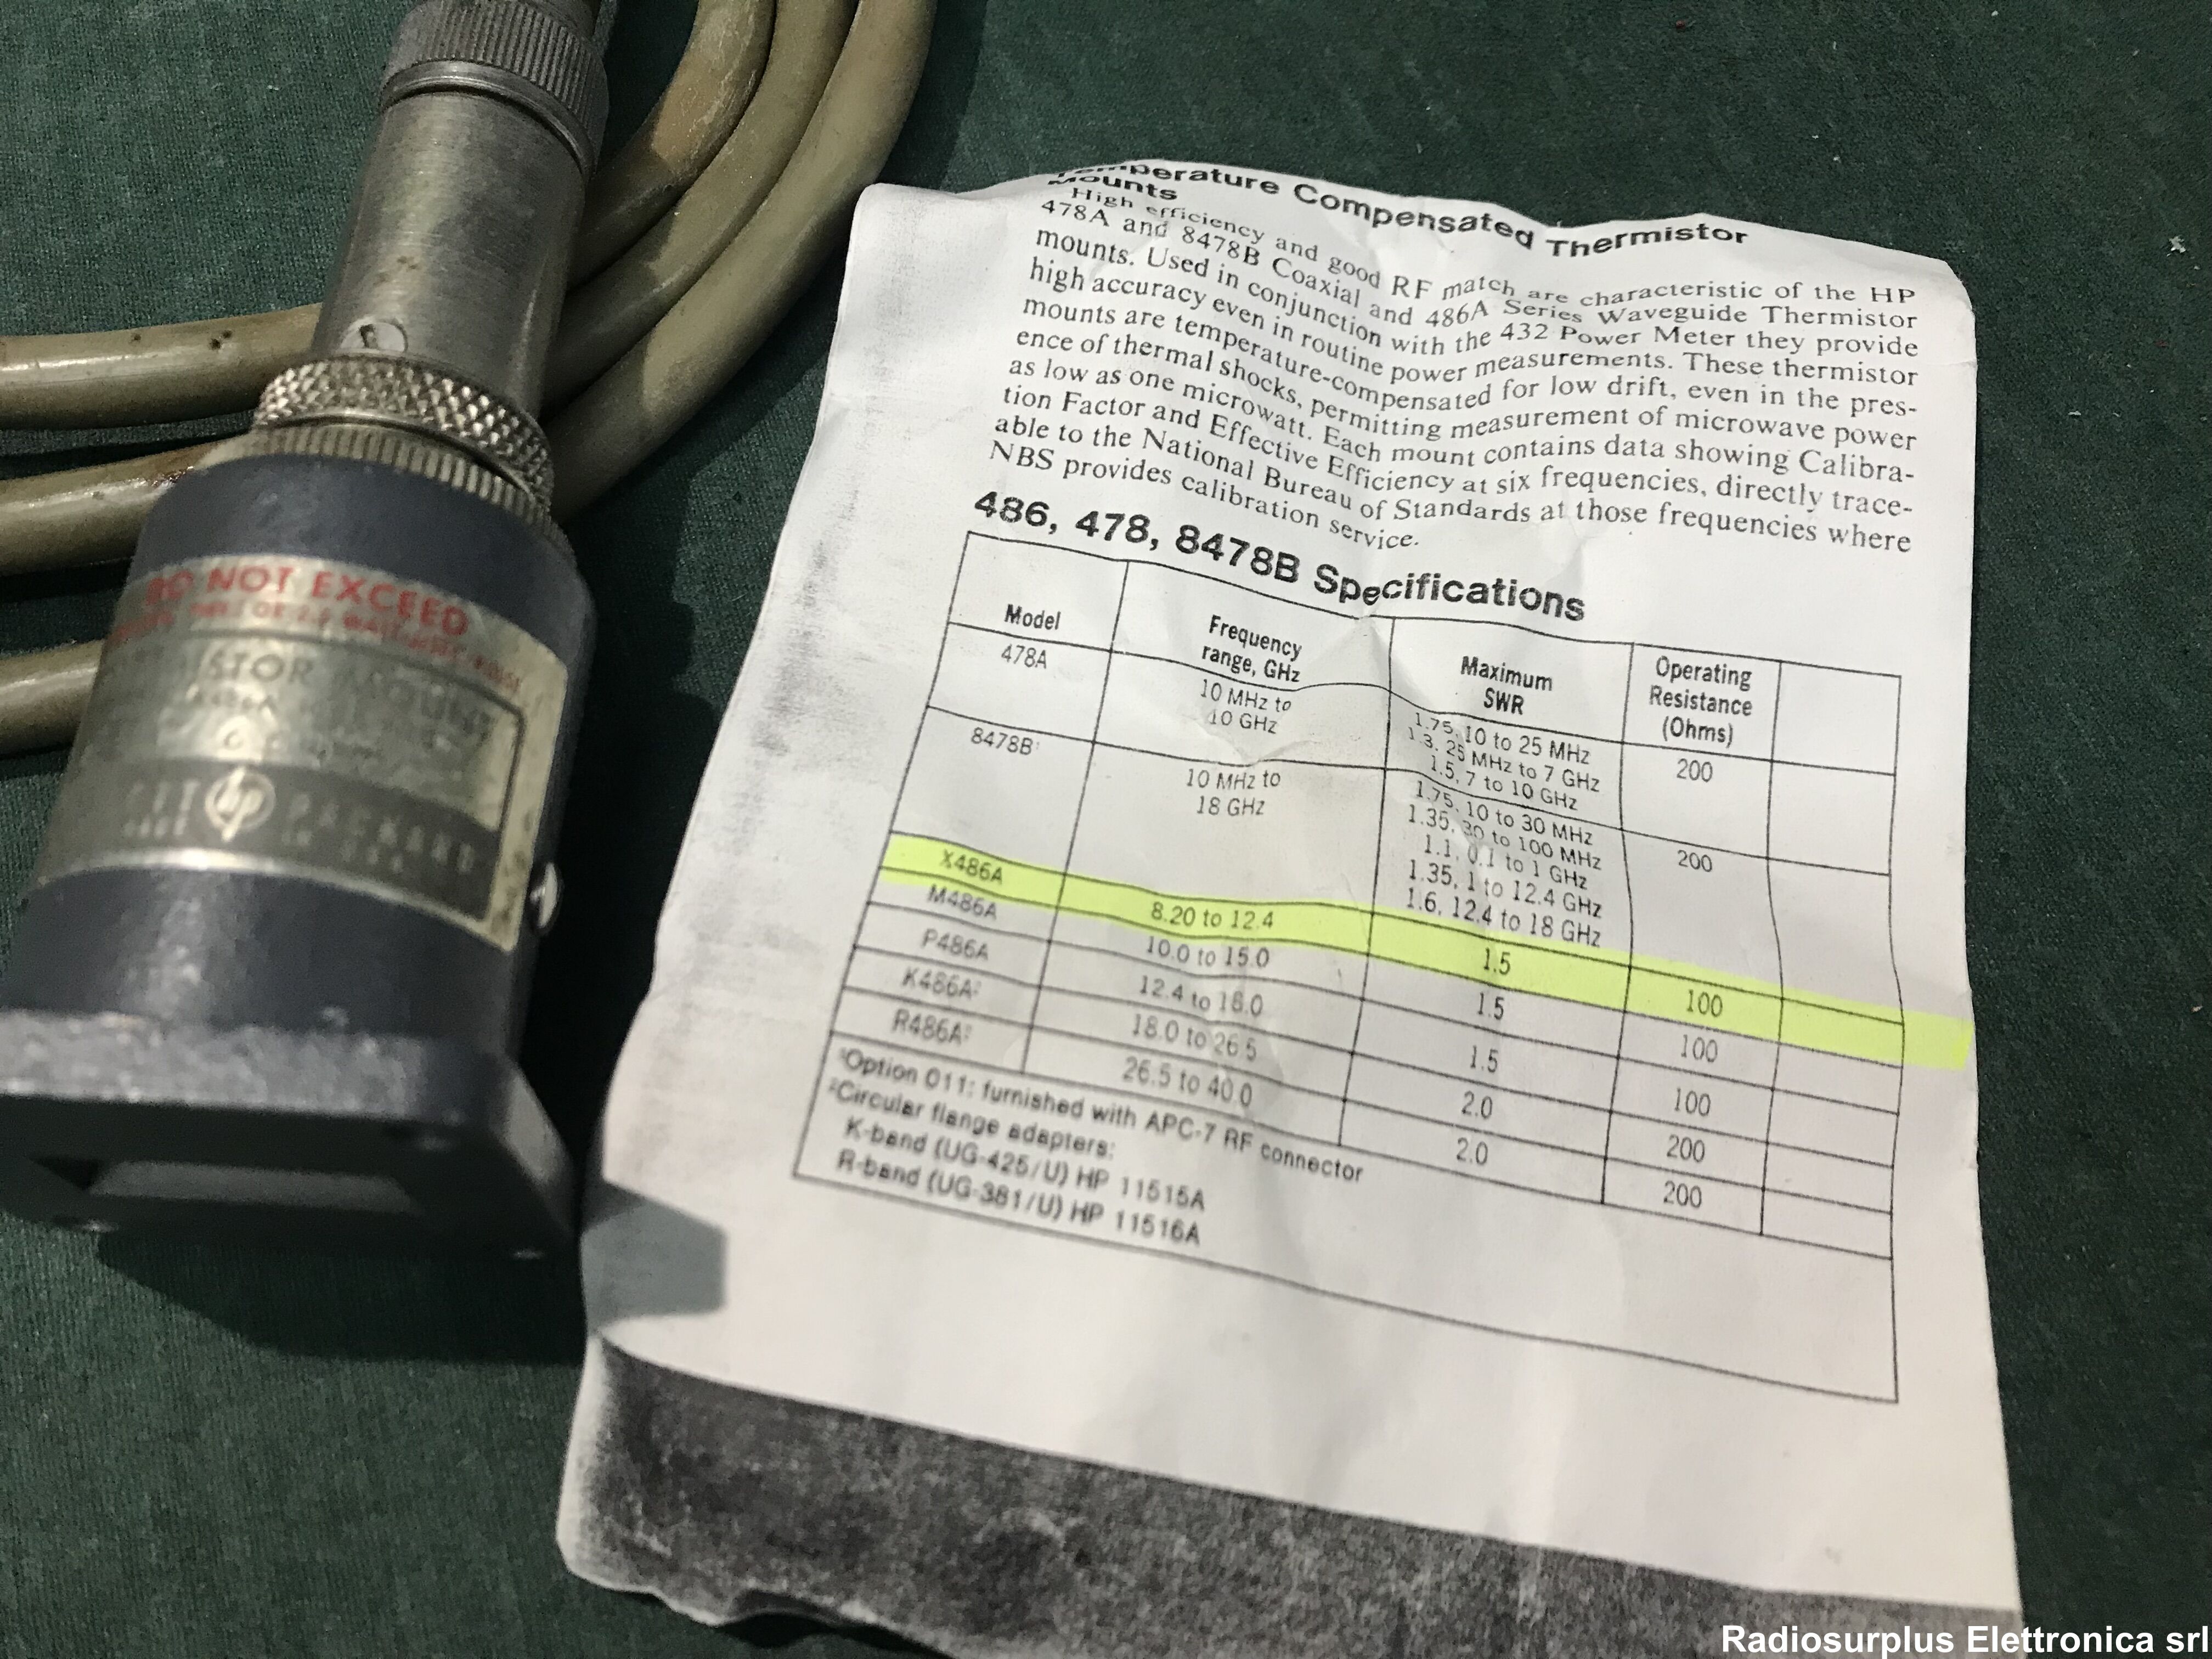 DO NOT EXCEED
MOUNT
hp PACKARD
IN U.S.A.
Temperature Compensated Thermistor
Mounts
High efficiency and good RF match are characteristic of the HP
478A and 8478B Coaxial and 486A Series Waveguide Thermistor
mounts. Used in conjunction with the 432 Power Meter they provide
high accuracy even in routine power measurements. These thermistor
mounts are temperature-compensated for low drift, even in the pres-
ence of thermal shocks, permitting measurement of microwave power
as low as one microwatt. Each mount contains data showing Calibra-
tion Factor and Effective Efficiency at six frequencies, directly trace-
able to the National Bureau of Standards at those frequencies where
NBS provides calibration service.
486, 478, 8478B Specifications
Model
Frequency
range, GHz
Maximum
SWR
Operating
Resistance
(Ohms)
478A
10 MHz to
10 GHz
1.75, 10 to 25 MHz
1.3, 25 MHz to 7 GHz
1.5, 7 to 10 GHz
200
8478B¹
10 MHz to
18 GHz
1.75, 10 to 30 MHz
1.35, 30 to 100 MHz
1.1, 0.1 to 1 GHz
1.35, 1 to 12.4 GHz
1.6, 12.4 to 18 GHz
200
X486A 8.20 to 12.4 1.5 100
M486A 10.0 to 15.0 1.5 100
P486A 12.4 to 18.0 1.5 100
K486A² 18.0 to 26.5 2.0 200
R486A² 26.5 to 40.0 2.0 200
¹Option 011: furnished with APC-7 RF connector
²Circular flange adapters:
K-band (UG-425/U) HP 11515A
R-band (UG-381/U) HP 11516A
Radiosurplus Elettronica srl